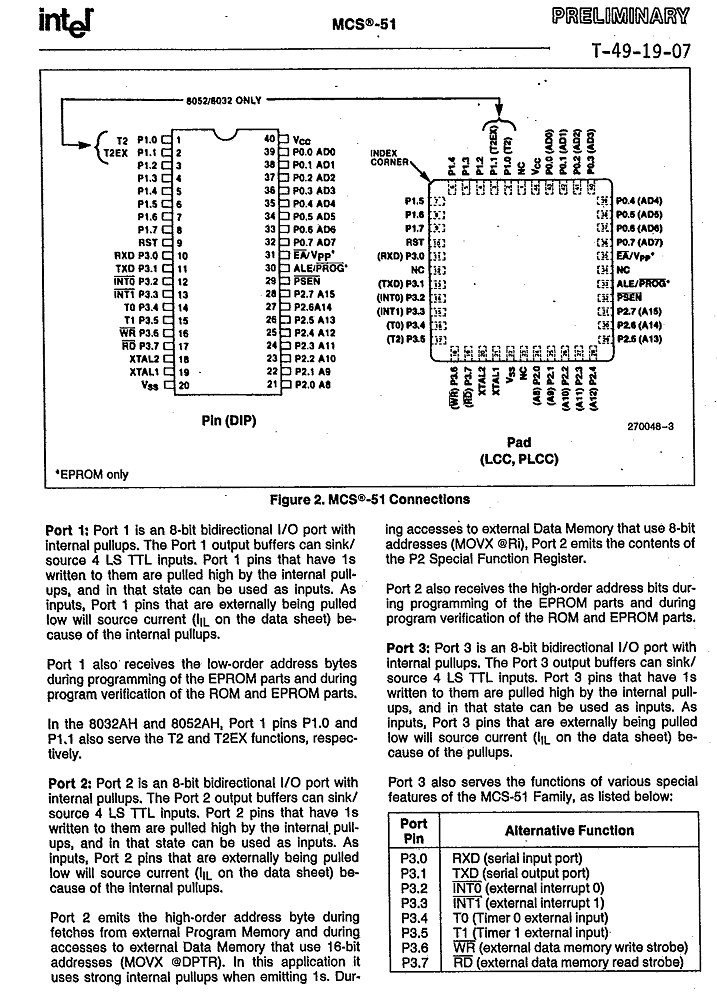 intel
MCS®-51
PRELIMINARY
T-49-19-07
8052/8032 ONLY
T2 P1.0 1
T2EX P1.1 2
P1.2 3
P1.3 4
P1.4 5
P1.5 6
P1.6 7
P1.7 8
RST 9
RXD P3.0 10
TXD P3.1 11
INT0 P3.2 12
INT1 P3.3 13
T0 P3.4 14
T1 P3.5 15
WR P3.6 16
RD P3.7 17
XTAL2 18
XTAL1 19
VSS 20
40 VCC
39 P0.0 AD0
38 P0.1 AD1
37 P0.2 AD2
36 P0.3 AD3
35 P0.4 AD4
34 P0.5 AD5
33 P0.6 AD6
32 P0.7 AD7
31 EA/VPP*
30 ALE/PROG*
29 PSEN
28 P2.7 A15
27 P2.6A14
26 P2.5 A13
25 P2.4 A12
24 P2.3 A11
23 P2.2 A10
22 P2.1 A9
21 P2.0 A8
Pin (DIP)
INDEX
CORNER
P1.4
P1.3
P1.2
P1.1 (T2EX)
P1.0 (T2)
NC
VCC
P0.0 (AD0)
P0.1 (AD1)
P0.2 (AD2)
P0.3 (AD3)
P1.5
P1.6
P1.7
RST
(RXD) P3.0
NC
(TXD) P3.1
(INT0) P3.2
(INT1) P3.3
(T0) P3.4
(T2) P3.5
P0.4 (AD4)
P0.5 (AD5)
P0.6 (AD6)
P0.7 (AD7)
EA/VPP*
NC
ALE/PROG*
PSEN
P2.7 (A15)
P2.6 (A14)
P2.5 (A13)
(WR) P3.6
(RD) P3.7
XTAL2
XTAL1
VSS
NC
(A8) P2.0
(A9) P2.1
(A10) P2.2
(A11) P2.3
(A12) P2.4
Pad
(LCC, PLCC)
270048-3
*EPROM only
Figure 2. MCS®-51 Connections
Port 1: Port 1 is an 8-bit bidirectional I/O port with
internal pullups. The Port 1 output buffers can sink/
source 4 LS TTL inputs. Port 1 pins that have 1s
written to them are pulled high by the internal pull-
ups, and in that state can be used as inputs. As
inputs, Port 1 pins that are externally being pulled
low will source current (IIL on the data sheet) be-
cause of the internal pullups.
Port 1 also receives the low-order address bytes
during programming of the EPROM parts and during
program verification of the ROM and EPROM parts.
In the 8032AH and 8052AH, Port 1 pins P1.0 and
P1.1 also serve the T2 and T2EX functions, respec-
tively.
Port 2: Port 2 is an 8-bit bidirectional I/O port with
internal pullups. The Port 2 output buffers can sink/
source 4 LS TTL inputs. Port 2 pins that have 1s
written to them are pulled high by the internal pull-
ups, and in that state can be used as inputs. As
inputs, Port 2 pins that are externally being pulled
low will source current (IIL on the data sheet) be-
cause of the internal pullups.
Port 2 emits the high-order address byte during
fetches from external Program Memory and during
accesses to external Data Memory that use 16-bit
addresses (MOVX @DPTR). In this application it
uses strong internal pullups when emitting 1s. Dur-
ing accesses to external Data Memory that use 8-bit
addresses (MOVX @Ri), Port 2 emits the contents of
the P2 Special Function Register.
Port 2 also receives the high-order address bits dur-
ing programming of the EPROM parts and during
program verification of the ROM and EPROM parts.
Port 3: Port 3 is an 8-bit bidirectional I/O port with
internal pullups. The Port 3 output buffers can sink/
source 4 LS TTL inputs. Port 3 pins that have 1s
written to them are pulled high by the internal pull-
ups, and in that state can be used as inputs. As
inputs, Port 3 pins that are externally being pulled
low will source current (IIL on the data sheet) be-
cause of the pullups.
Port 3 also serves the functions of various special
features of the MCS-51 Family, as listed below:
Port
Pin
Alternative Function
P3.0 RXD (serial input port)
P3.1 TXD (serial output port)
P3.2 INT0 (external interrupt 0)
P3.3 INT1 (external interrupt 1)
P3.4 T0 (Timer 0 external input)
P3.5 T1 (Timer 1 external input)
P3.6 WR (external data memory write strobe)
P3.7 RD (external data memory read strobe)